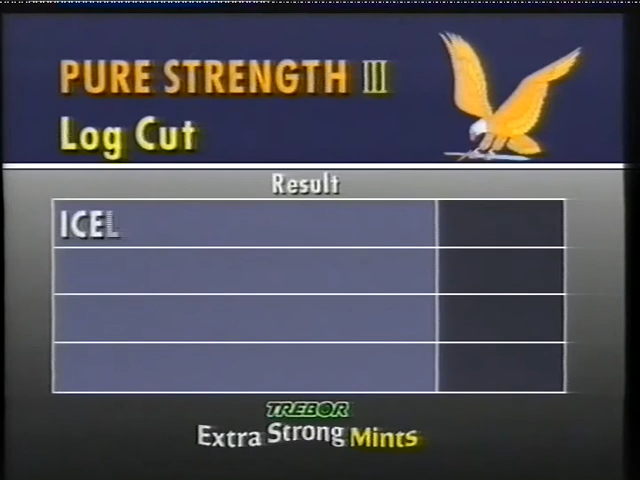 PURE STRENGTH III
Log Cut
Result
ICEL
TREBOR
Extra Strong Mints